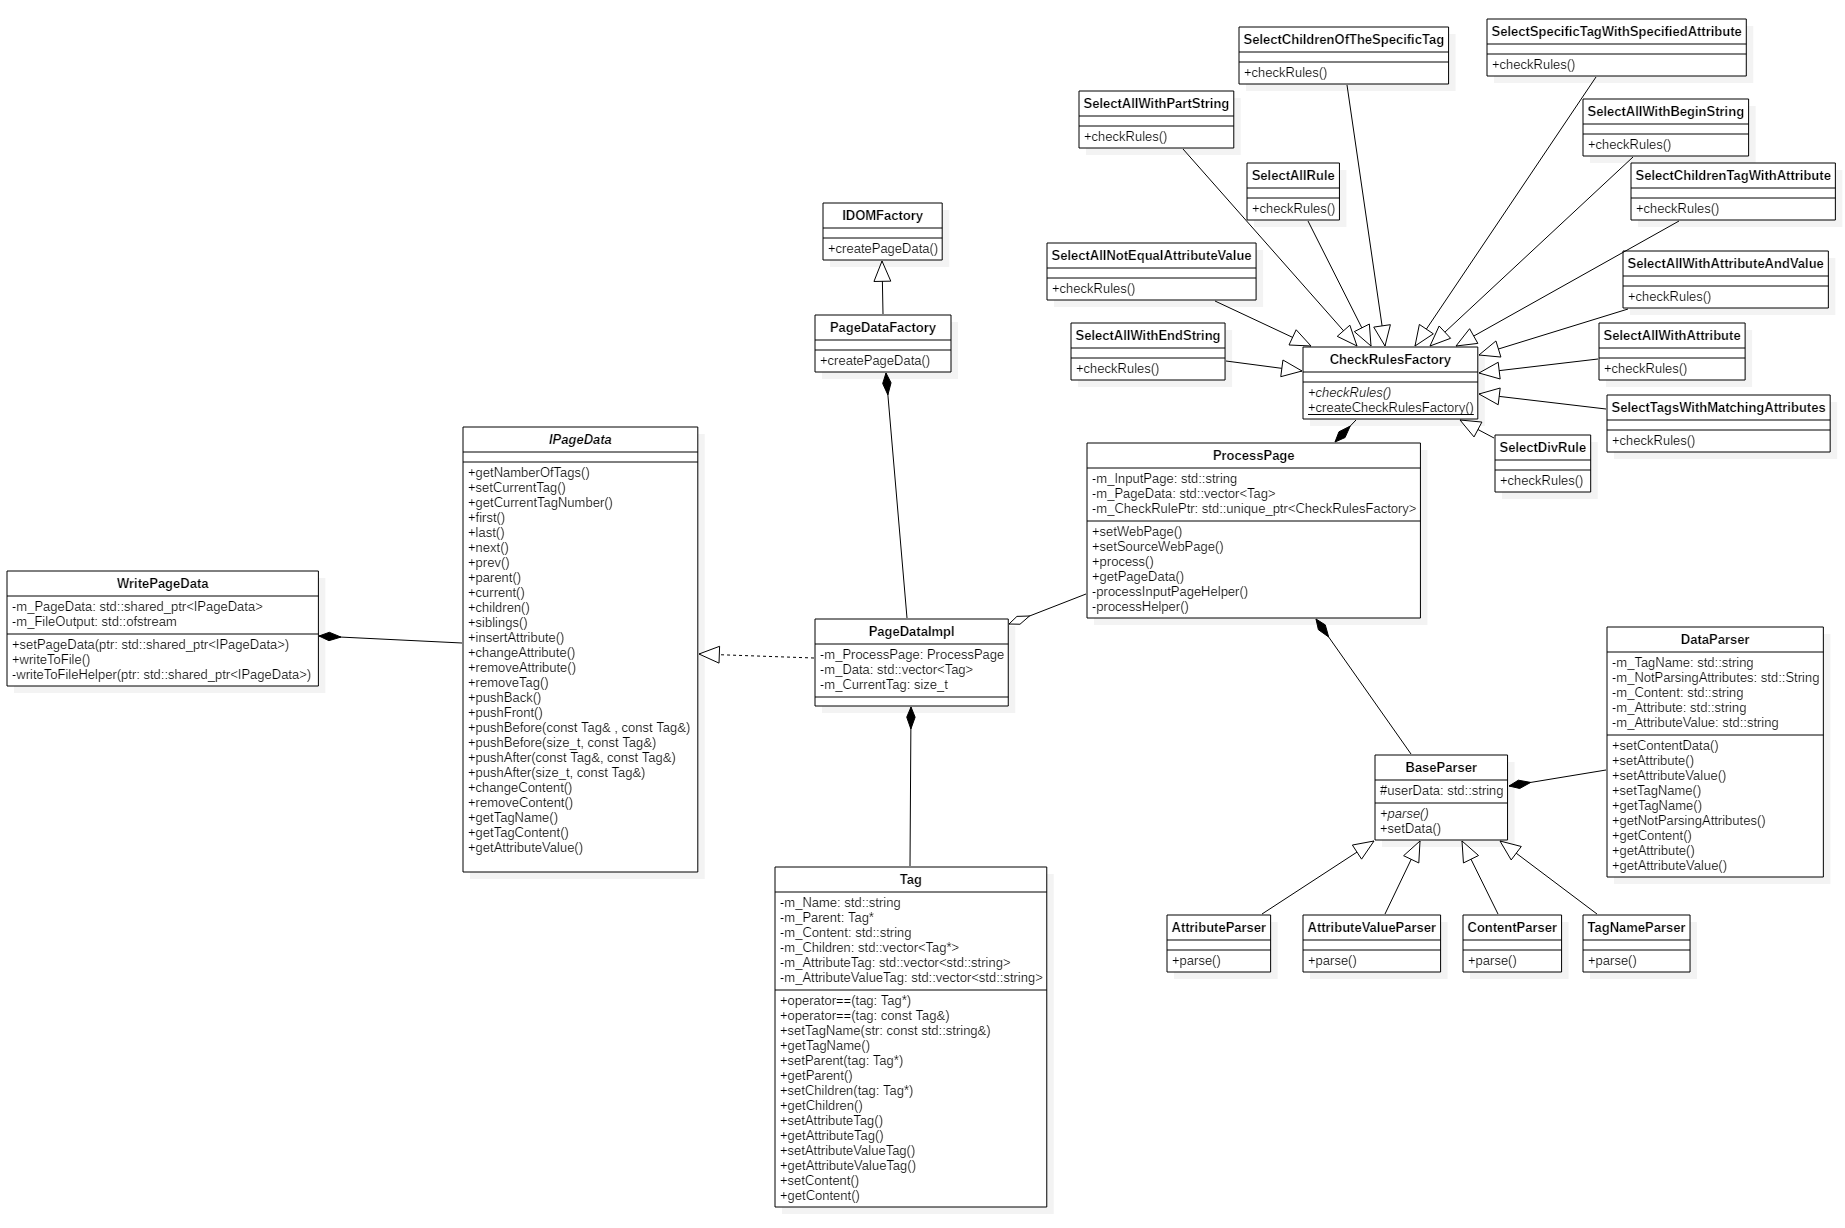 SelectChildrenOfTheSpecificTag
+checkRules()
SelectSpecificTagWithSpecifiedAttribute
+checkRules()
SelectAllWithPartString
+checkRules()
SelectAllWithBeginString
+checkRules()
SelectAllRule
+checkRules()
SelectChildrenTagWithAttribute
+checkRules()
IDOMFactory
+createPageData()
SelectAllNotEqualAttributeValue
+checkRules()
SelectAllWithAttributeAndValue
+checkRules()
PageDataFactory
+createPageData()
SelectAllWithEndString
+checkRules()
CheckRulesFactory
+checkRules()
+createCheckRulesFactory()
SelectAllWithAttribute
+checkRules()
SelectTagsWithMatchingAttributes
+checkRules()
SelectDivRule
+checkRules()
IPageData
+getNamberOfTags()
+setCurrentTag()
+getCurrentTagNumber()
+first()
+last()
+next()
+prev()
+parent()
+current()
+children()
+siblings()
+insertAttribute()
+changeAttribute()
+removeAttribute()
+removeTag()
+pushBack()
+pushFront()
+pushBefore(const Tag& , const Tag&)
+pushBefore(size_t, const Tag&)
+pushAfter(const Tag&, const Tag&)
+pushAfter(size_t, const Tag&)
+changeContent()
+removeContent()
+getTagName()
+getTagContent()
+getAttributeValue()
ProcessPage
-m_InputPage: std::string
-m_PageData: std::vector<Tag>
-m_CheckRulePtr: std::unique_ptr<CheckRulesFactory>
+setWebPage()
+setSourceWebPage()
+process()
+getPageData()
-processInputPageHelper()
-processHelper()
WritePageData
-m_PageData: std::shared_ptr<IPageData>
-m_FileOutput: std::ofstream
+setPageData(ptr: std::shared_ptr<IPageData>)
+writeToFile()
-writeToFileHelper(ptr: std::shared_ptr<IPageData>)
PageDataImpl
-m_ProcessPage: ProcessPage
-m_Data: std::vector<Tag>
-m_CurrentTag: size_t
DataParser
-m_TagName: std::string
-m_NotParsingAttributes: std::String
-m_Content: std::string
-m_Attribute: std::string
-m_AttributeValue: std::string
+setContentData()
+setAttribute()
+setAttributeValue()
+setTagName()
+getTagName()
+getNotParsingAttributes()
+getContent()
+getAttribute()
+getAttributeValue()
BaseParser
#userData: std::string
+parse()
+setData()
Tag
-m_Name: std::string
-m_Parent: Tag*
-m_Content: std::string
-m_Children: std::vector<Tag*>
-m_AttributeTag: std::vector<std::string>
-m_AttributeValueTag: std::vector<std::string>
+operator==(tag: Tag*)
+operator==(tag: const Tag&)
+setTagName(str: const std::string&)
+getTagName()
+setParent(tag: Tag*)
+getParent()
+setChildren(tag: Tag*)
+getChildren()
+setAttributeTag()
+getAttributeTag()
+setAttributeValueTag()
+getAttributeValueTag()
+setContent()
+getContent()
AttributeParser
+parse()
AttributeValueParser
+parse()
ContentParser
+parse()
TagNameParser
+parse()